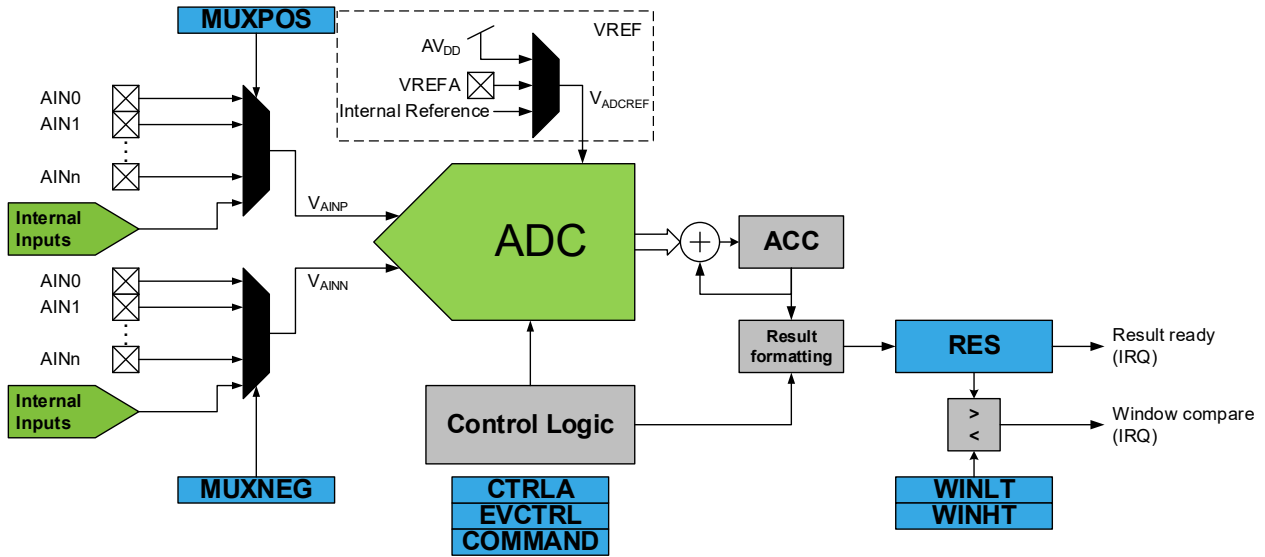 MUXPOS
VREF
AVDD
VREFA
Internal Reference
VADCREF
AIN0
AIN1
AINn
Internal
Inputs
VAINP
ADC
ACC
AIN0
AIN1
AINn
Internal
Inputs
VAINN
Result
formatting
RES
Result ready
(IRQ)
Control Logic
>
<
Window compare
(IRQ)
MUXNEG
CTRLA
EVCTRL
COMMAND
WINLT
WINHT